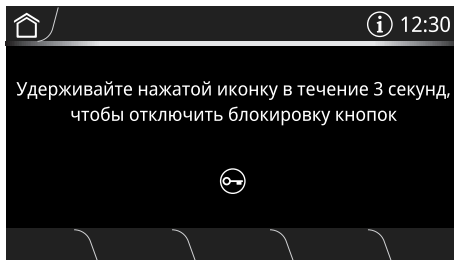 12:30
Удерживайте нажатой иконку в течение 3 секунд,
чтобы отключить блокировку кнопок